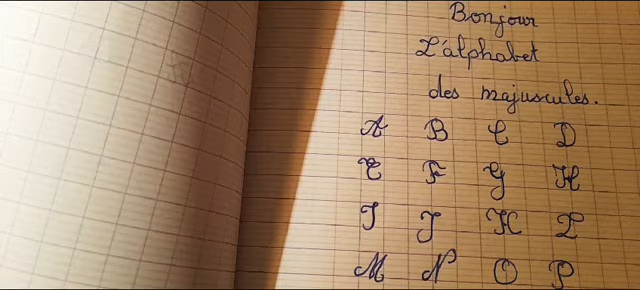 Bonjour
L'alphabet
des majuscules.
A B C D
E F G H
I J K L
M N O P